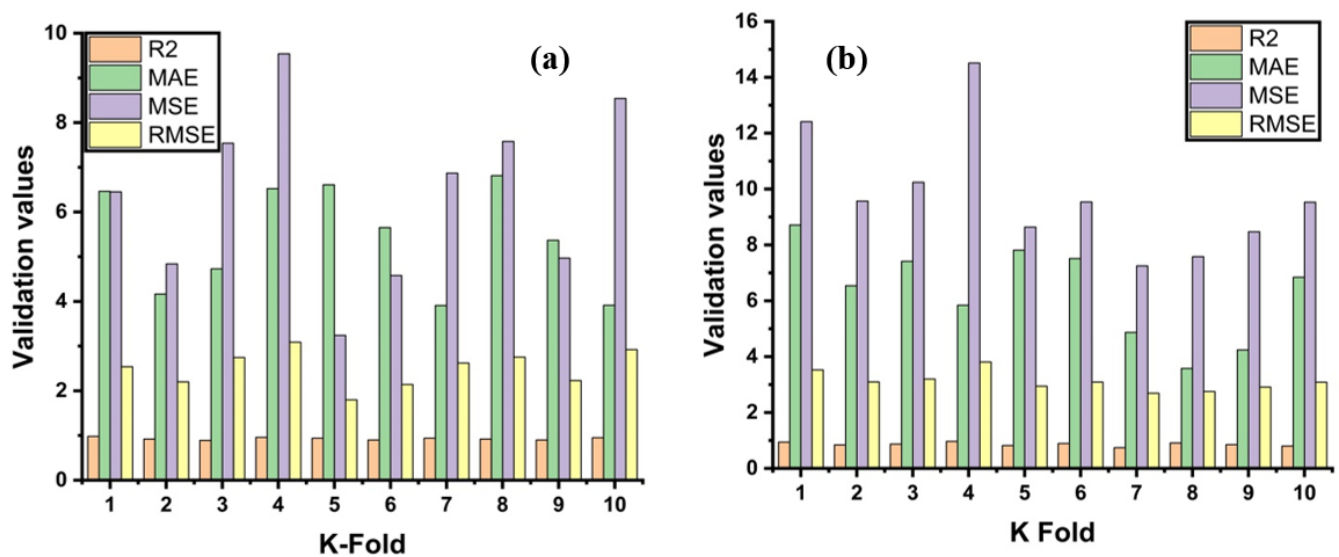 (a)
R2
MAE
MSE
RMSE
Validation values
10
8
6
4
2
0
1 2 3 4 5 6 7 8 9 10
K-Fold
(b)
R2
MAE
MSE
RMSE
Validation values
16
14
12
10
8
6
4
2
0
1 2 3 4 5 6 7 8 9 10
K Fold